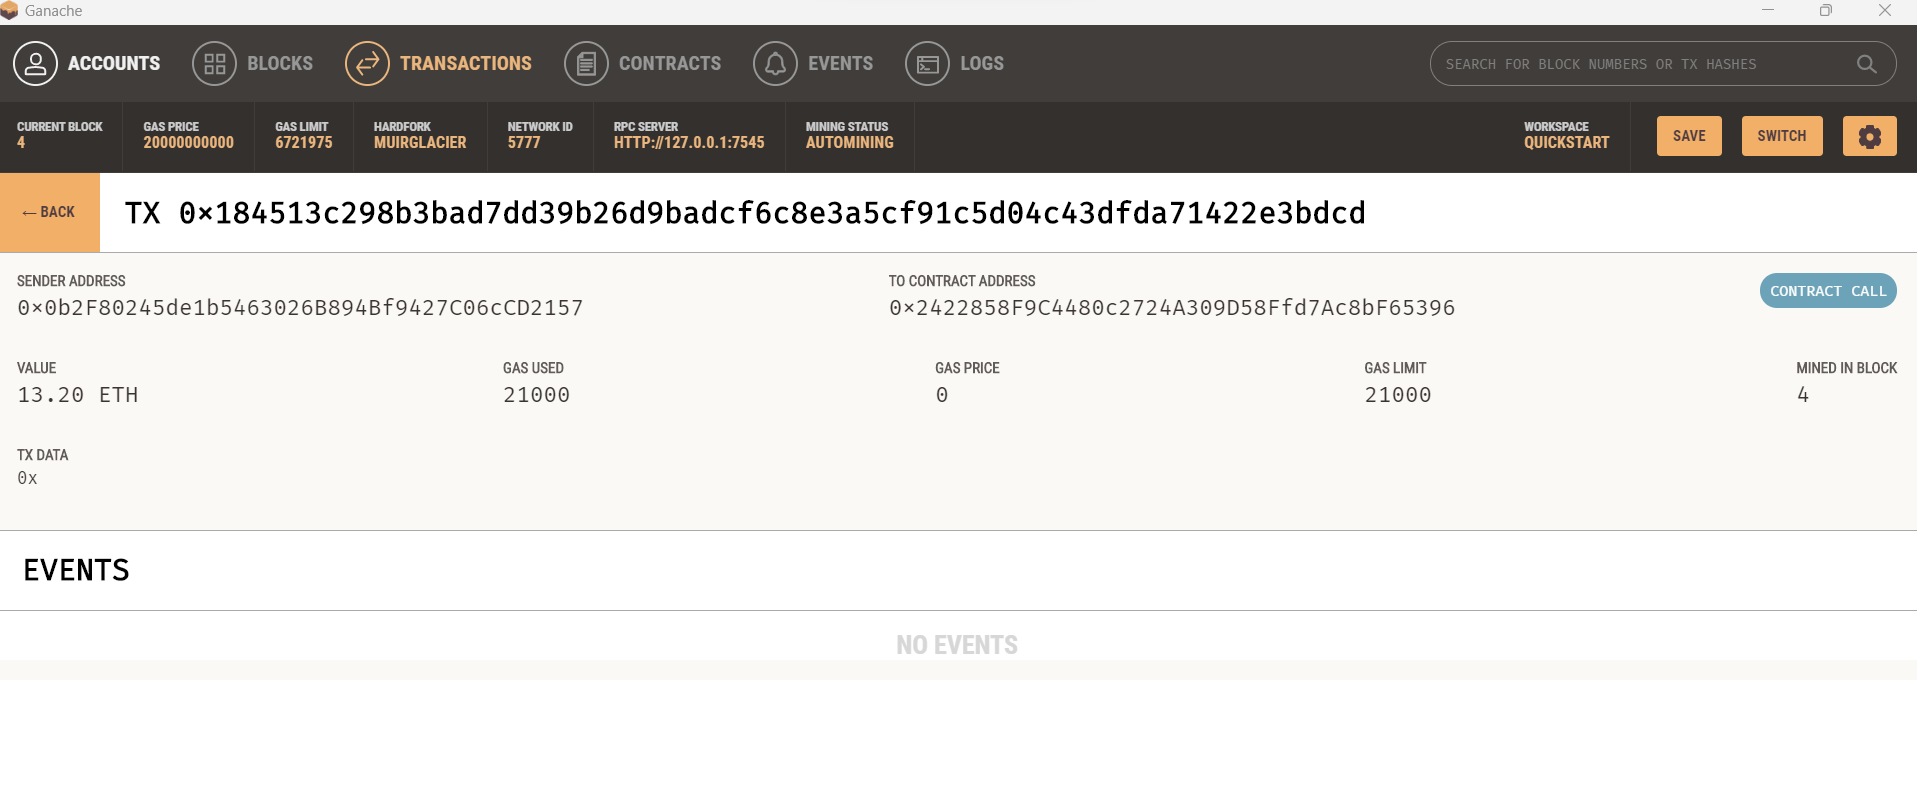 Ganache
ACCOUNTS BLOCKS TRANSACTIONS CONTRACTS EVENTS LOGS SEARCH FOR BLOCK NUMBERS OR TX HASHES
CURRENT BLOCK GAS PRICE GAS LIMIT HARDFORK NETWORK ID RPC SERVER MINING STATUS WORKSPACE
4 20000000000 6721975 MUIRGLACIER 5777 HTTP://127.0.0.1:7545 AUTOMINING QUICKSTART SAVE SWITCH
← BACK TX 0×184513c298b3bad7dd39b26d9badcf6c8e3a5cf91c5d04c43dfda71422e3bdcd
SENDER ADDRESS TO CONTRACT ADDRESS
0×0b2F80245de1b5463026B894Bf9427C06cCD2157 0×2422858F9C4480c2724A309D58Ffd7Ac8bF65396 CONTRACT CALL
VALUE GAS USED GAS PRICE GAS LIMIT MINED IN BLOCK
13.20 ETH 21000 0 21000 4
TX DATA
0x
EVENTS
NO EVENTS